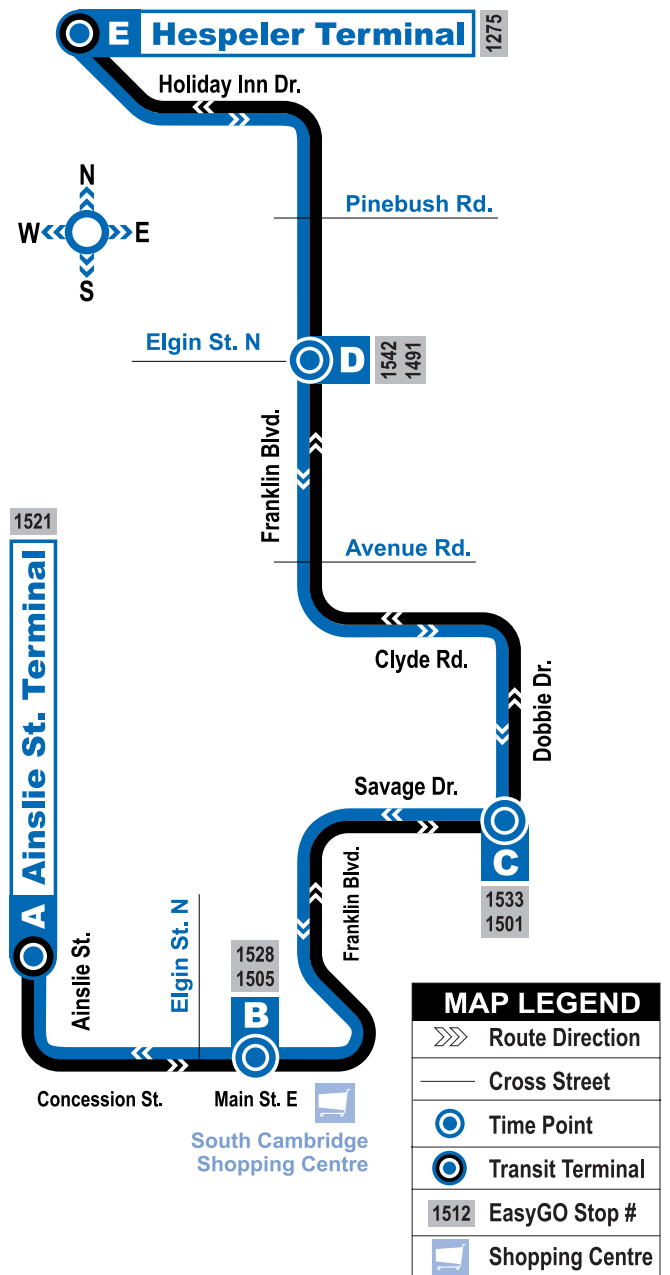 E Hespeler Terminal
1275
Holiday Inn Dr.
N
W E
S
Pinebush Rd.
Elgin St. N
D
1542
1491
Franklin Blvd.
1521
A Ainslie St. Terminal
Avenue Rd.
Clyde Rd.
Dobbie Dr.
Savage Dr.
C
1533
1501
Franklin Blvd.
Elgin St. N
Ainslie St.
1528
1505
B
Concession St.
Main St. E
South Cambridge
Shopping Centre
MAP LEGEND
Route Direction
Cross Street
Time Point
Transit Terminal
1512 EasyGO Stop #
Shopping Centre